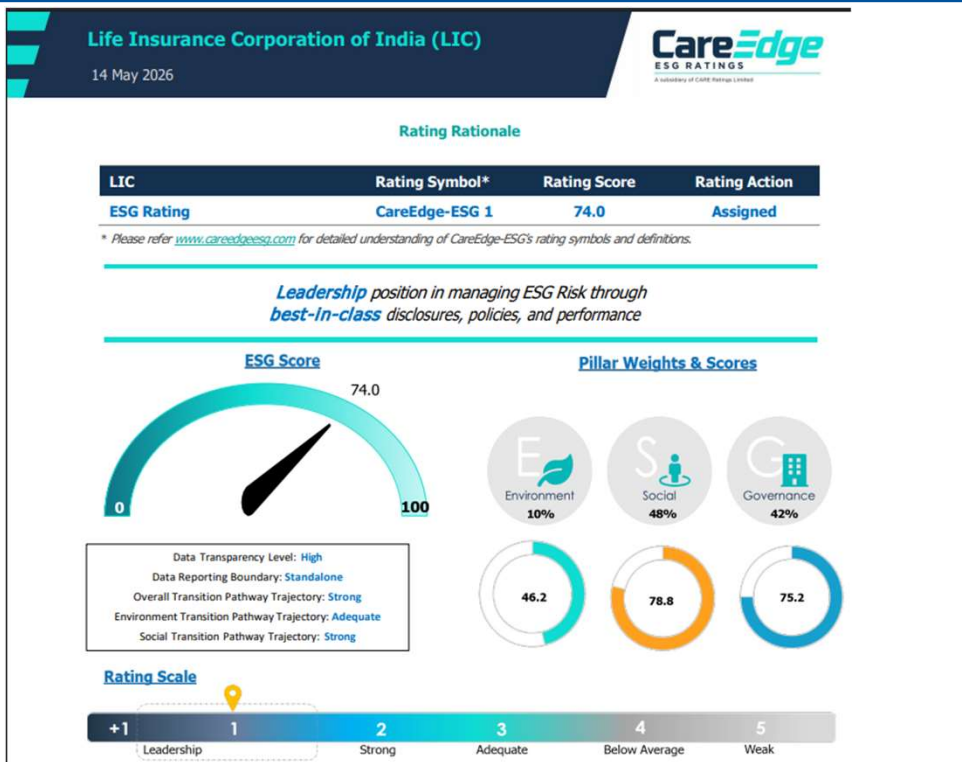 Life Insurance Corporation of India (LIC)
14 May 2026
CareEdge
ESG RATINGS
A subsidiary of CARE Ratings Limited
Rating Rationale
LIC Rating Symbol* Rating Score Rating Action
ESG Rating CareEdge-ESG 1 74.0 Assigned
* Please refer www.careedgeesg.com for detailed understanding of CareEdge-ESG's rating symbols and definitions.
Leadership position in managing ESG Risk through
best-in-class disclosures, policies, and performance
ESG Score
74.0
0
100
Data Transparency Level: High
Data Reporting Boundary: Standalone
Overall Transition Pathway Trajectory: Strong
Environment Transition Pathway Trajectory: Adequate
Social Transition Pathway Trajectory: Strong
Pillar Weights & Scores
E S G
Environment Social Governance
10% 48% 42%
46.2 78.8 75.2
Rating Scale
+1 1 2 3 4 5
Leadership Strong Adequate Below Average Weak